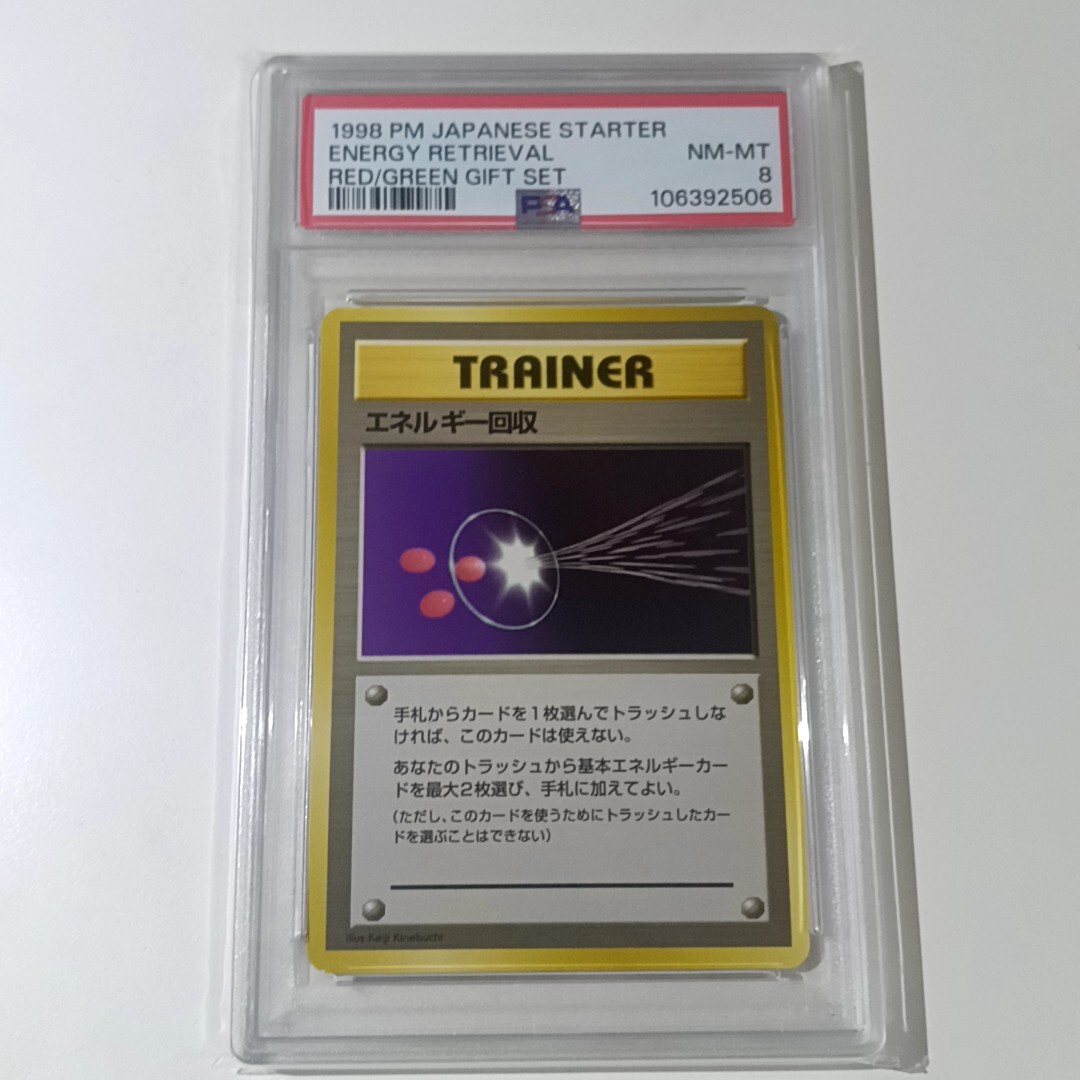 1998 PM JAPANESE STARTER
ENERGY RETRIEVAL NM-MT
RED/GREEN GIFT SET 8
PSA 106392506
TRAINER
エネルギー回収
手札からカードを1枚選んでトラッシュしな
ければ、このカードは使えない。
あなたのトラッシュから基本エネルギーカー
ドを最大2枚選び、手札に加えてよい。
(ただし、このカードを使うためにトラッシュしたカー
ドを選ぶことはできない)
Illus. Keiji Kinebuchi